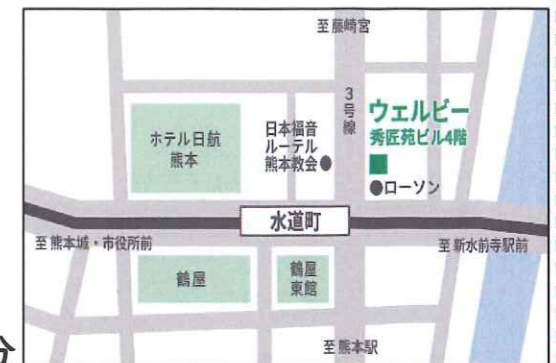 至藤崎宮
3号線
ウェルビー
秀匠苑ビル4階
ホテル日航
熊本
日本福音
ルーテル
熊本教会●
●ローソン
水道町
至熊本城・市役所前
至新水前寺駅前
鶴屋
鶴屋
東館
至熊本駅
分